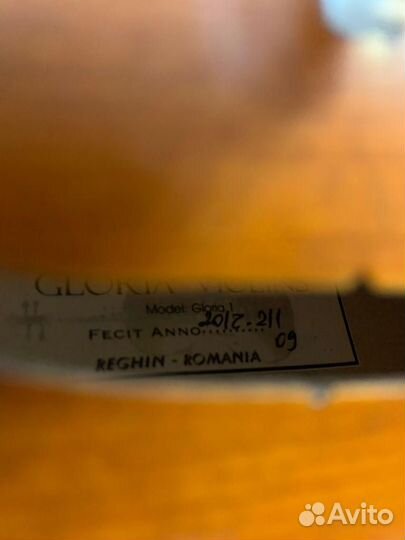 GLORIA VIOLINS
Model: Gloria 1
FECIT ANNO 2012-211
09
REGHIN - ROMANIA
Avito